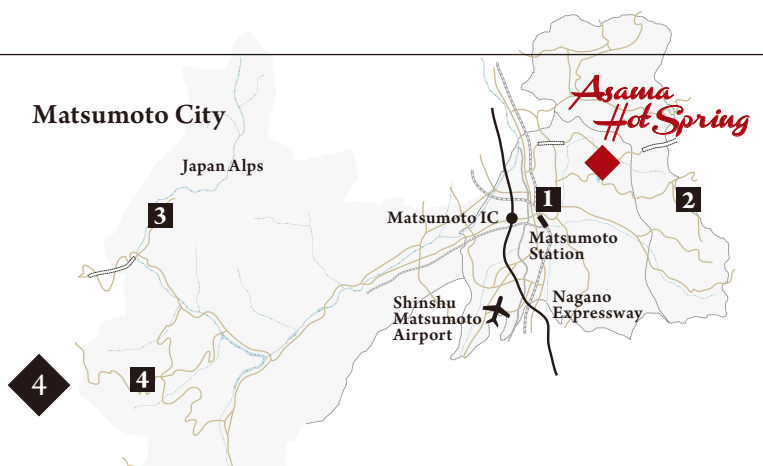 Asama
Hot Spring
Matsumoto City
Japan Alps
3
1
2
Matsumoto IC
Matsumoto
Station
Shinshu
Matsumoto
Airport
Nagano
Expressway
4
4